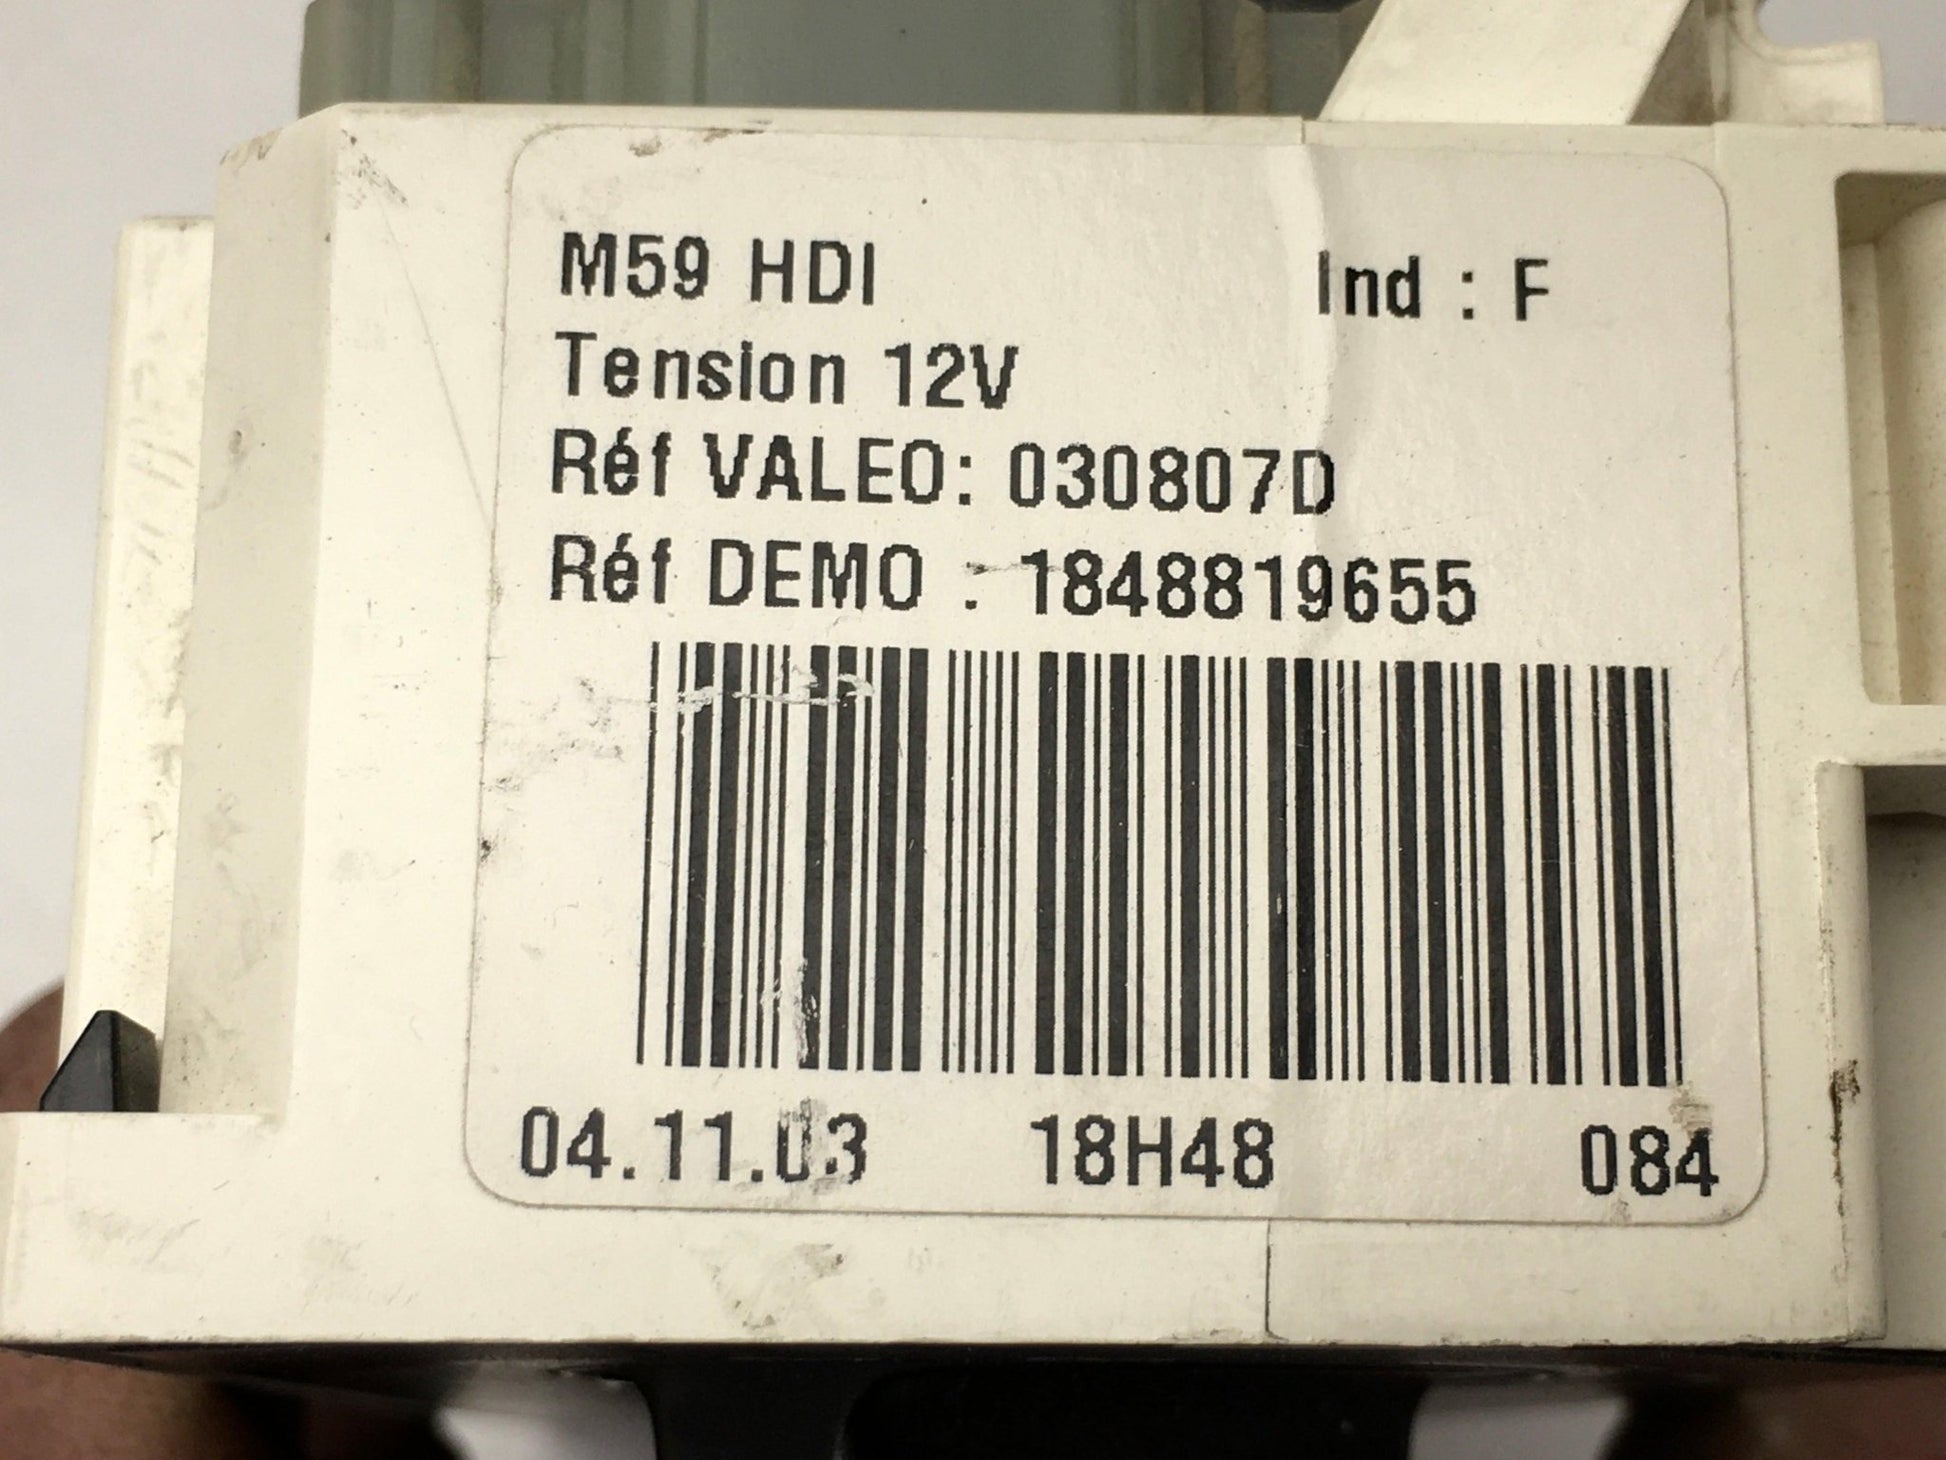 M59 HDI Ind : F
Tension 12V
Réf VALEO: 030807D
Réf DEMO : 1848819655
04.11.03 18H48 084